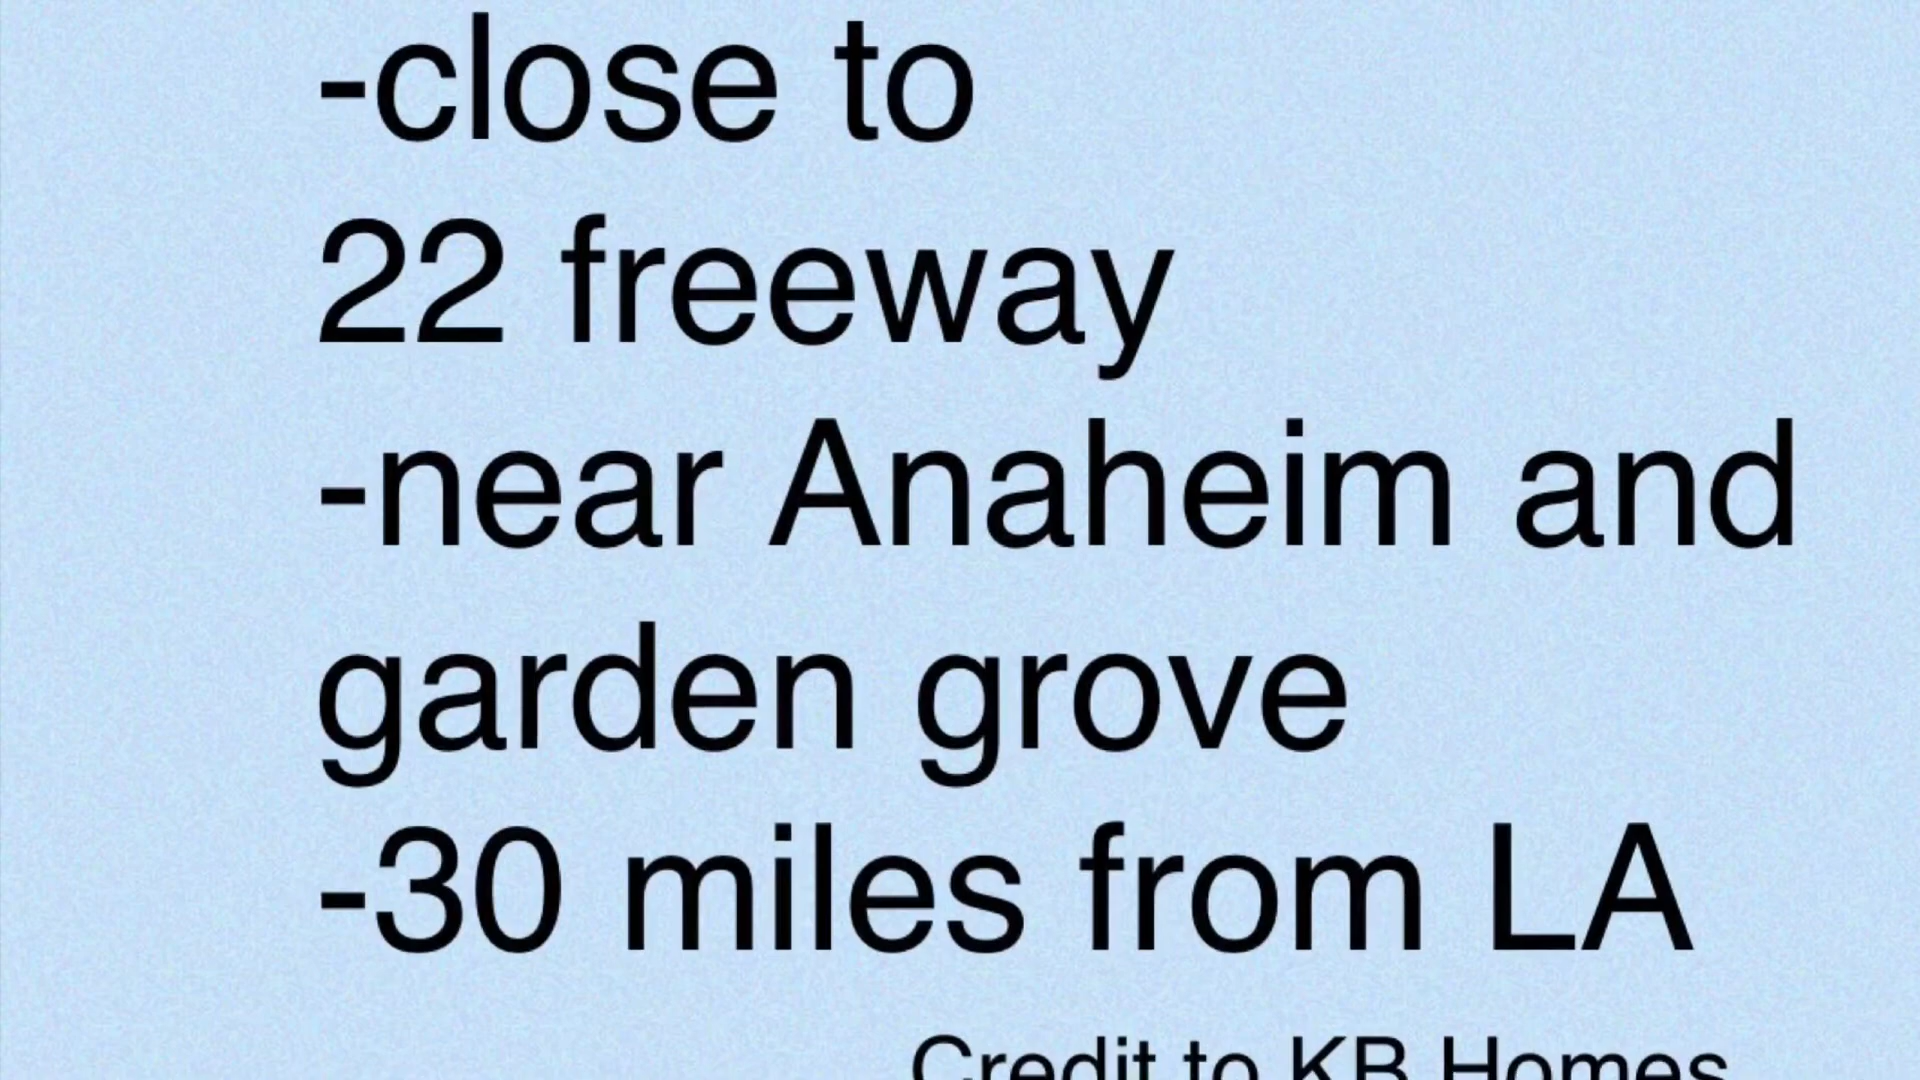 -close to
22 freeway
-near Anaheim and
garden grove
-30 miles from LA
Credit to KB Homes